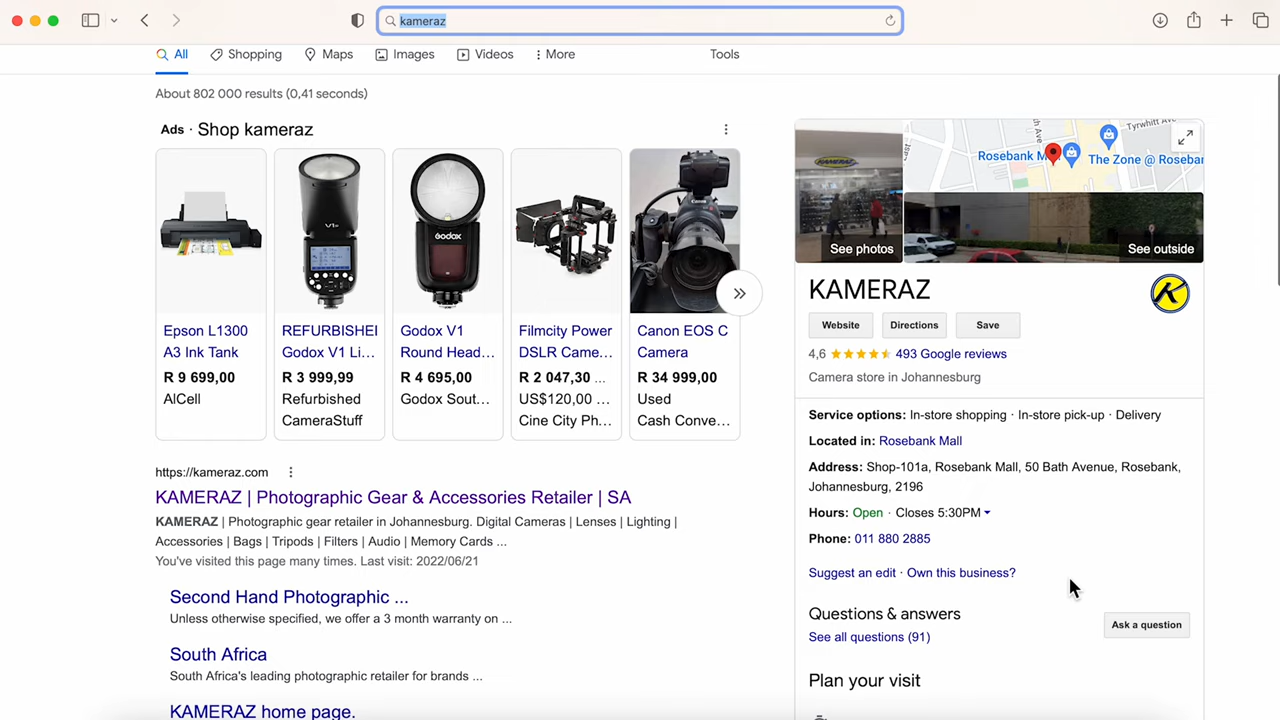 kameraz
All
Shopping
Maps
Images
Videos
More
Tools
About 802 000 results (0,41 seconds)
Ads · Shop kameraz
Epson L1300
A3 Ink Tank
R 9 699,00
AlCell
V1s
REFURBISHEI
Godox V1 Li...
R 3 999,99
Refurbished
CameraStuff
Godox
Godox V1
Round Head...
R 4 695,00
Godox Sout...
Filmcity Power
DSLR Came...
R 2 047,30 ...
US$120,00 ...
Cine City Ph...
Canon
Canon EOS C
Camera
R 34 999,00
Used
Cash Conve...
https://kameraz.com
KAMERAZ | Photographic Gear & Accessories Retailer | SA
KAMERAZ | Photographic gear retailer in Johannesburg. Digital Cameras | Lenses | Lighting |
Accessories | Bags | Tripods | Filters | Audio | Memory Cards ...
You've visited this page many times. Last visit: 2022/06/21
Second Hand Photographic ...
Unless otherwise specified, we offer a 3 month warranty on ...
South Africa
South Africa's leading photographic retailer for brands ...
KAMERAZ home page.
KAMERAZ
See photos
Tyrwhitt Ave
Rosebank M
The Zone @ Roseban
See outside
KAMERAZ
K
Website
Directions
Save
4,6
493 Google reviews
Camera store in Johannesburg
Service options: In-store shopping · In-store pick-up · Delivery
Located in: Rosebank Mall
Address: Shop-101a, Rosebank Mall, 50 Bath Avenue, Rosebank,
Johannesburg, 2196
Hours: Open · Closes 5:30PM
Phone: 011 880 2885
Suggest an edit · Own this business?
Questions & answers
See all questions (91)
Ask a question
Plan your visit